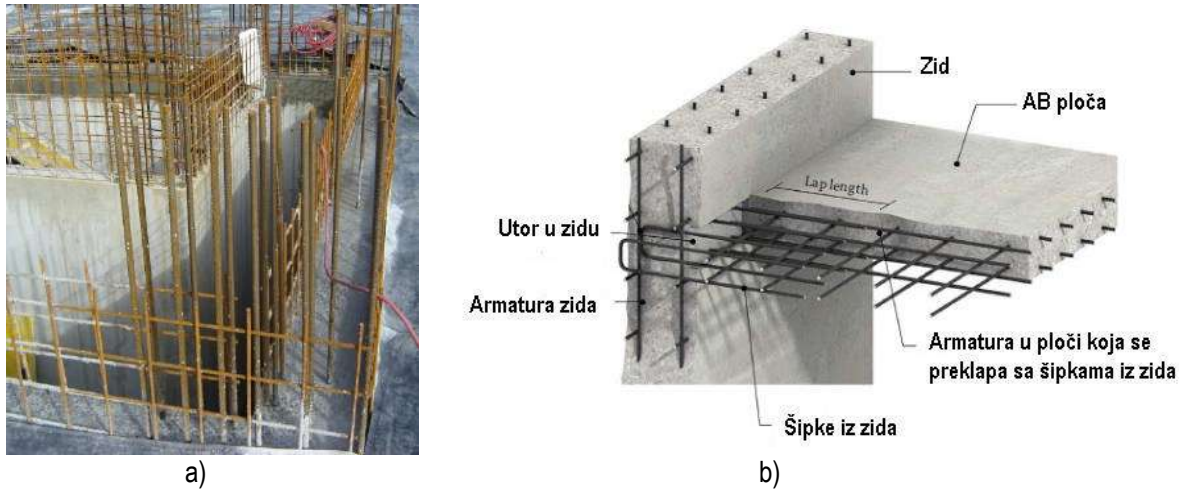 Zid
AB ploča
Lap length
Utor u zidu
Armatura zida
Armatura u ploči koja se
preklapa sa šipkama iz zida
Šipke iz zida
a)
b)